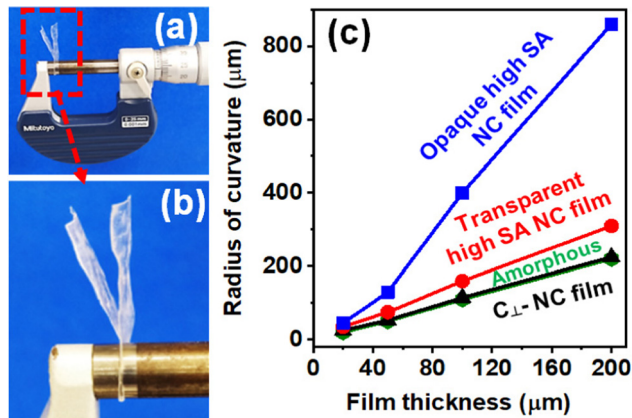 (a)
Mitutoyo
(b)
(c)
Radius of curvature (μm)
800
600
400
200
0
Opaque high SA
NC film
Transparent
high SA NC film
Amorphous
C⊥- NC film
0 40 80 120 160 200
Film thickness (μm)